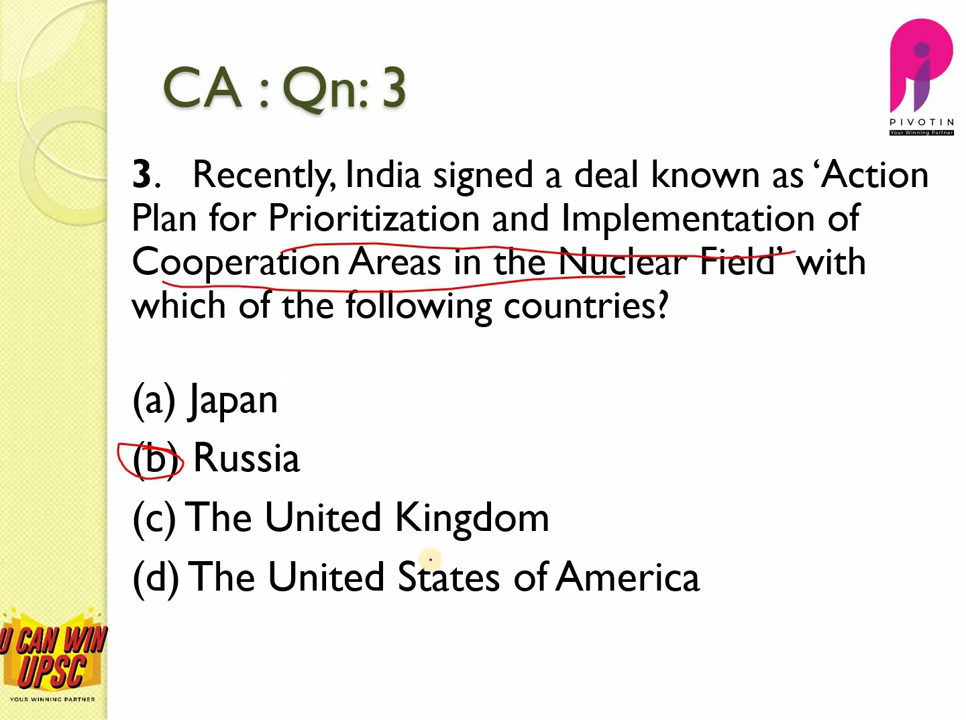 CA : Qn: 3
PIVOTIN
Your Winning Partner
3. Recently, India signed a deal known as ‘Action
Plan for Prioritization and Implementation of
Cooperation Areas in the Nuclear Field’ with
which of the following countries?
(a) Japan
(b) Russia
(c) The United Kingdom
(d) The United States of America
U CAN WIN
UPSC
YOUR WINNING PARTNER